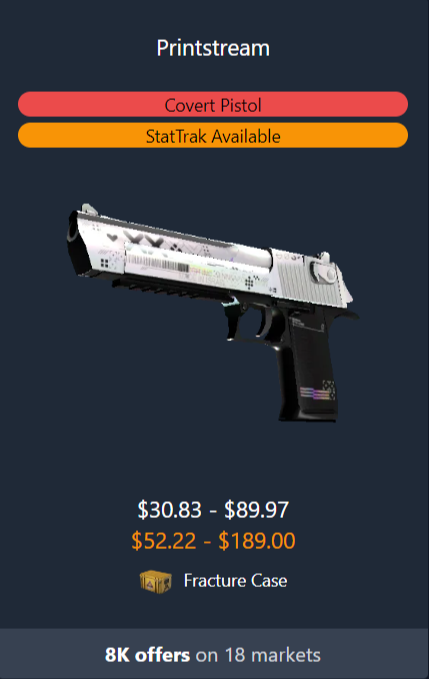 Printstream
Covert Pistol
StatTrak Available
$30.83 - $89.97
$52.22 - $189.00
Fracture Case
8K offers on 18 markets